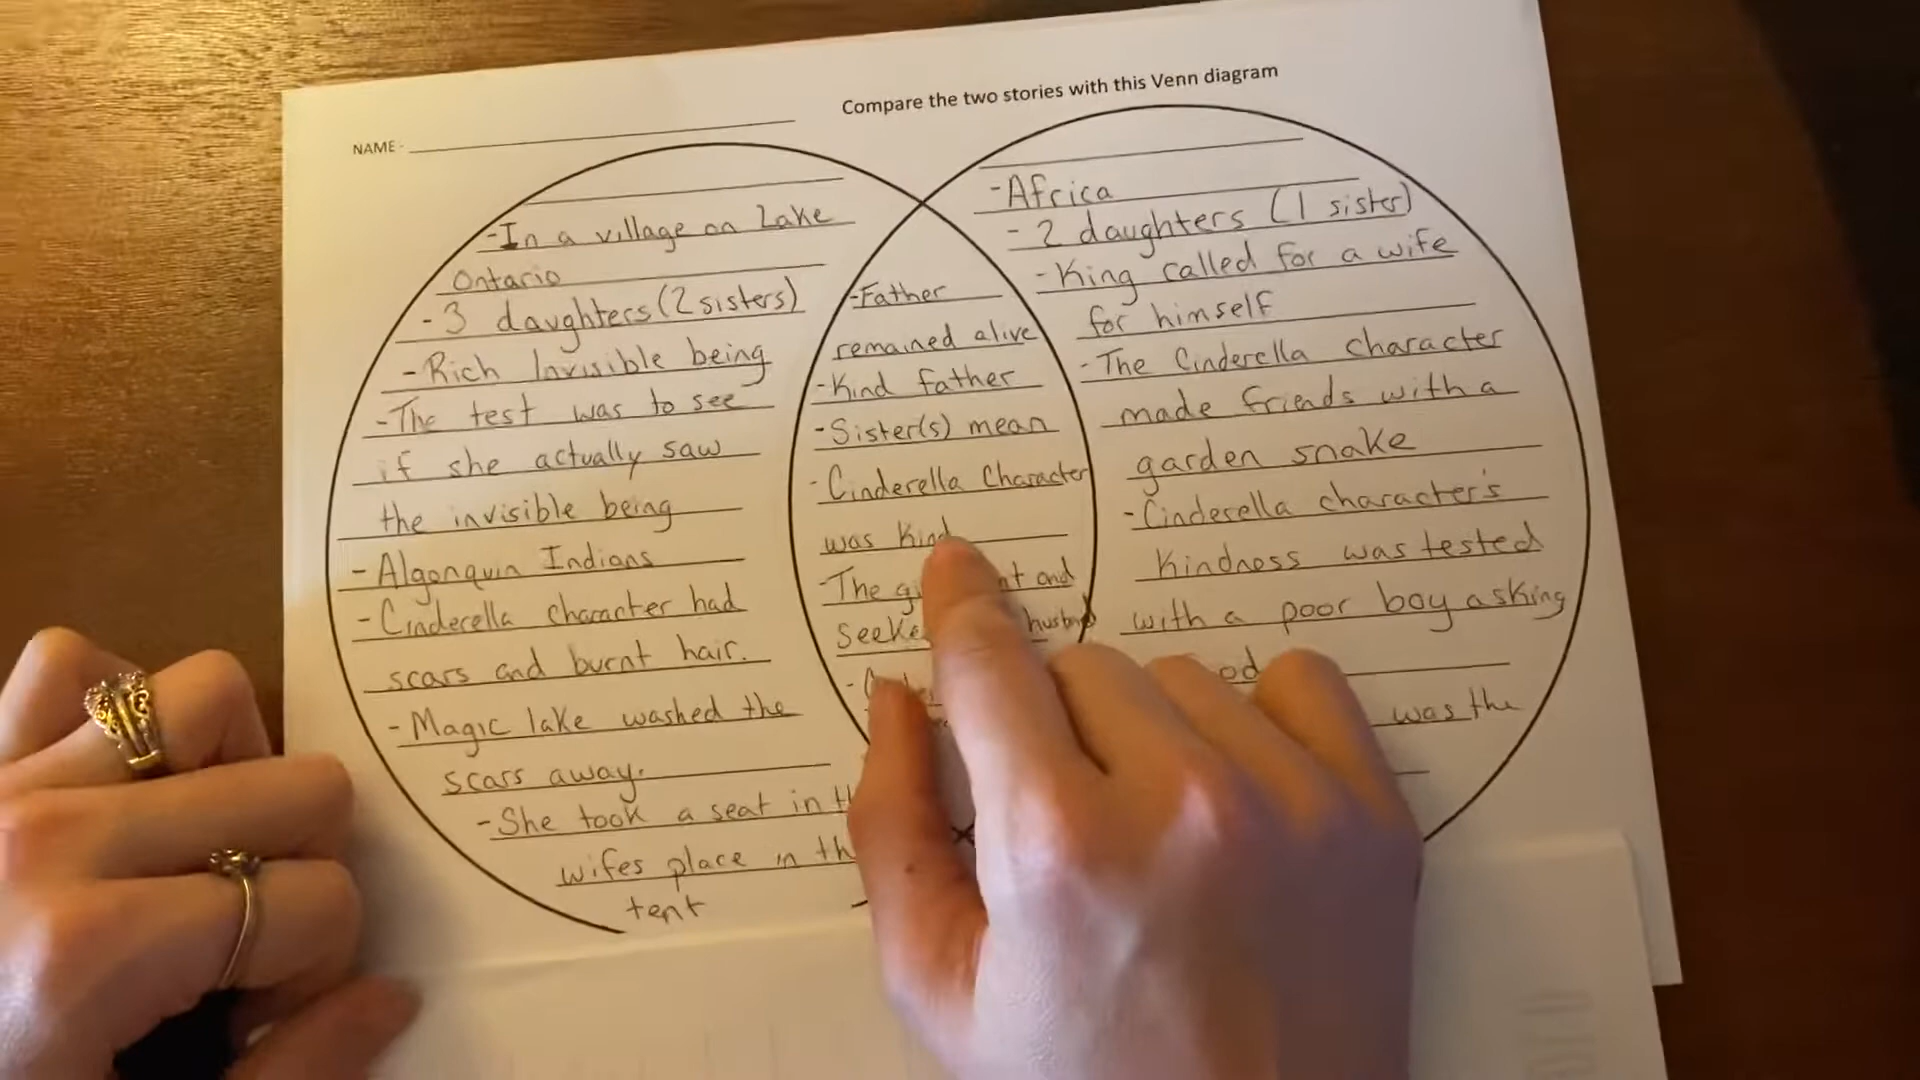 Compare the two stories with this Venn diagram
NAME -
-In a village on Lake
Ontario
-3 daughters (2 sisters)
-Rich Invisible being
-The test was to see
if she actually saw
the invisible being
-Algonquin Indians
-Cinderella character had
scars and burnt hair.
-Magic lake washed the
scars away.
-She took a seat in
wifes place in
tent
-Father
remained alive
-Kind father
-Sister(s) mean
-Cinderella Character
was Kind
-The and
husband
-Africa
-2 daughters (1 sister)
-King called for a wife
for himself
-The Cinderella character
made friends with a
garden snake
-Cinderella character's
Kindness was tested
with a poor boy asking
was the